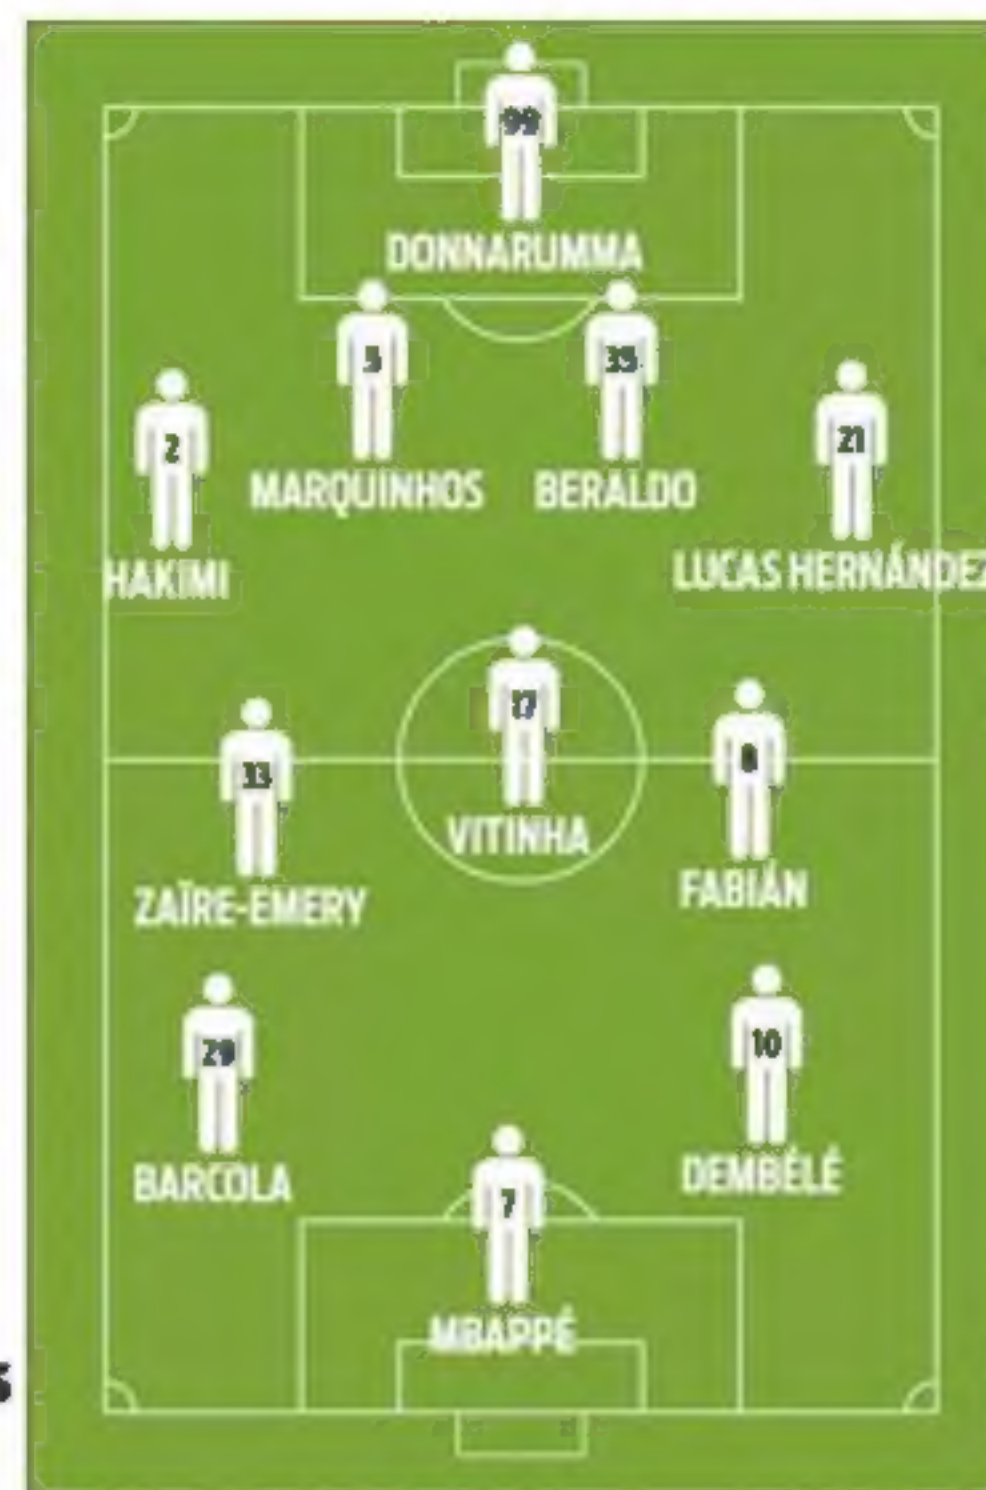 99
DONNARUMMA
5
35
2
21
MARQUINHOS
BERALDO
HAKIMI
LUCAS HERNÁNDEZ
17
8
33
VITINHA
FABIÁN
ZAÏRE-EMERY
29
10
BARCOLA
DEMBÉLÉ
7
MBAPPÉ